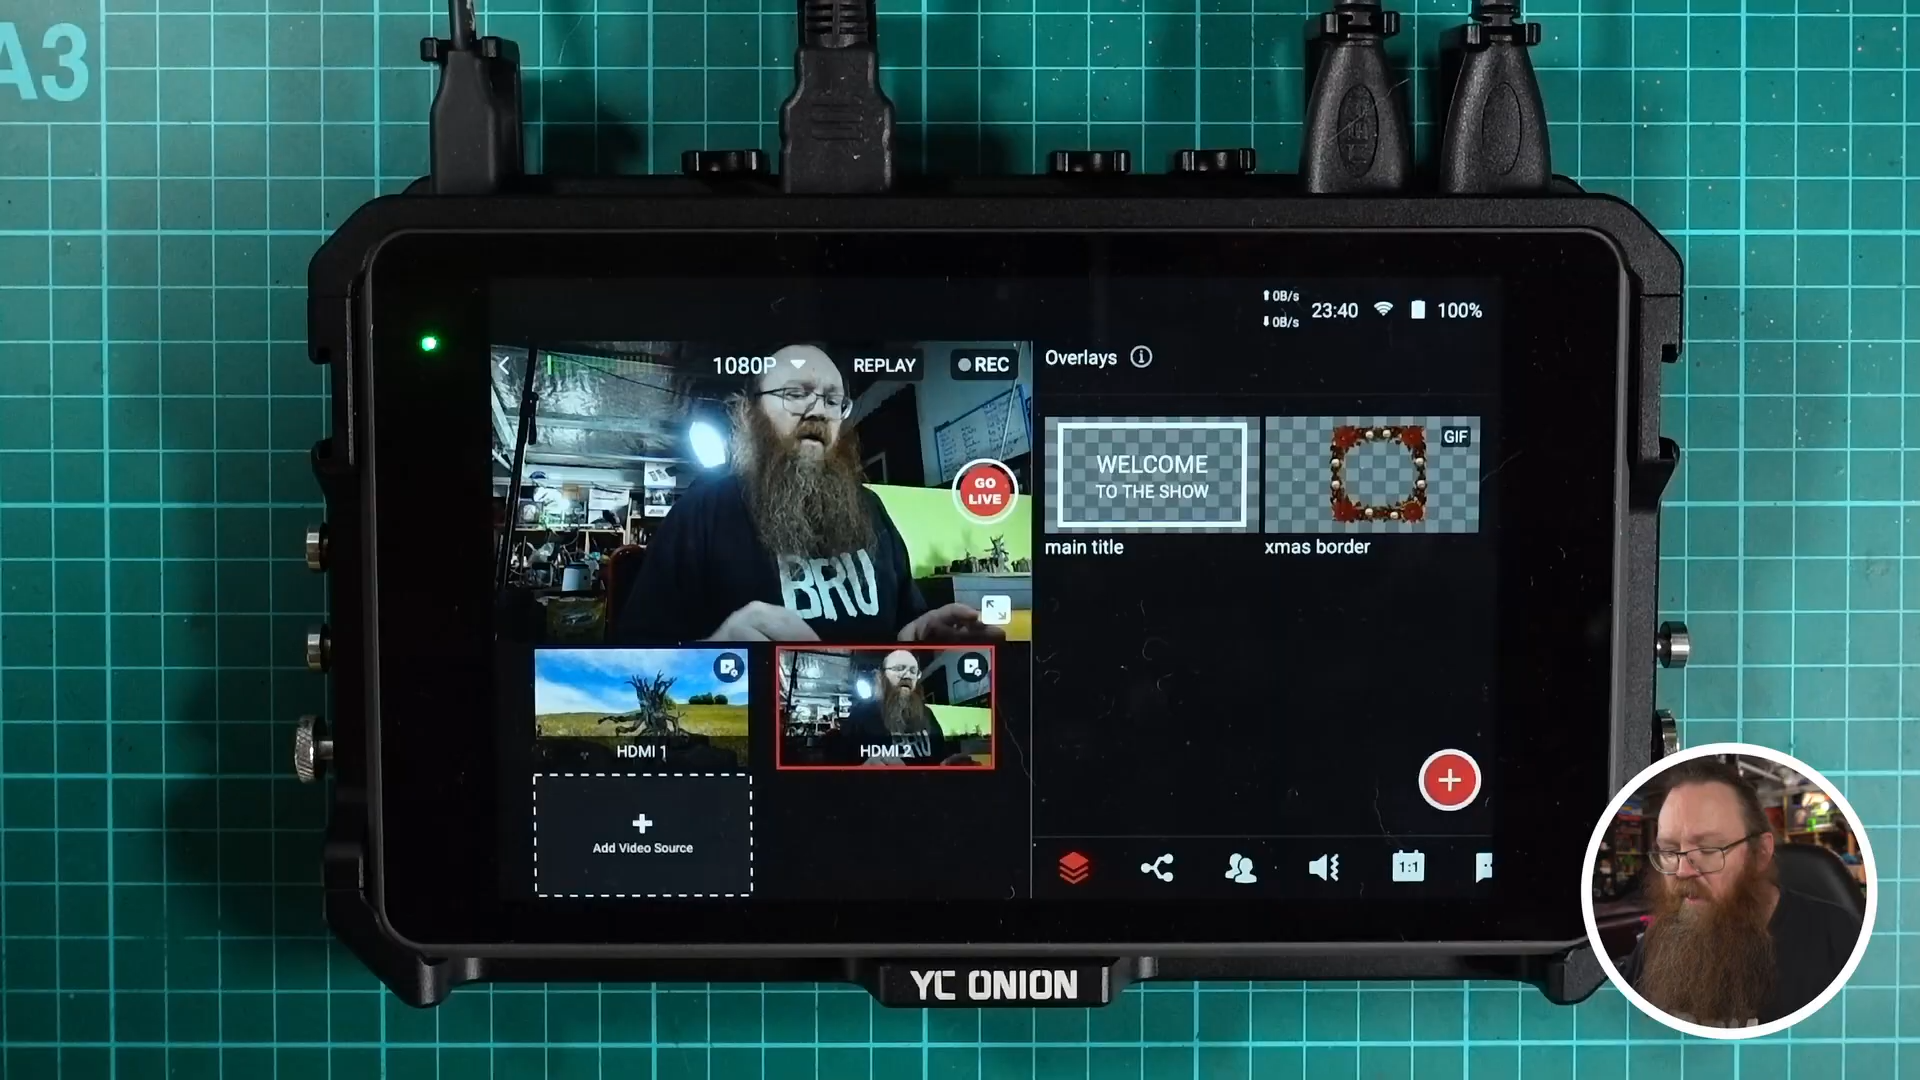 A3
0B/s
0B/s
23:40
100%
1080P
REPLAY
REC
Overlays
GO
LIVE
WELCOME
TO THE SHOW
GIF
main title
xmas border
BRU
HDMI 1
HDMI 2
Add Video Source
1:1
YC ONION